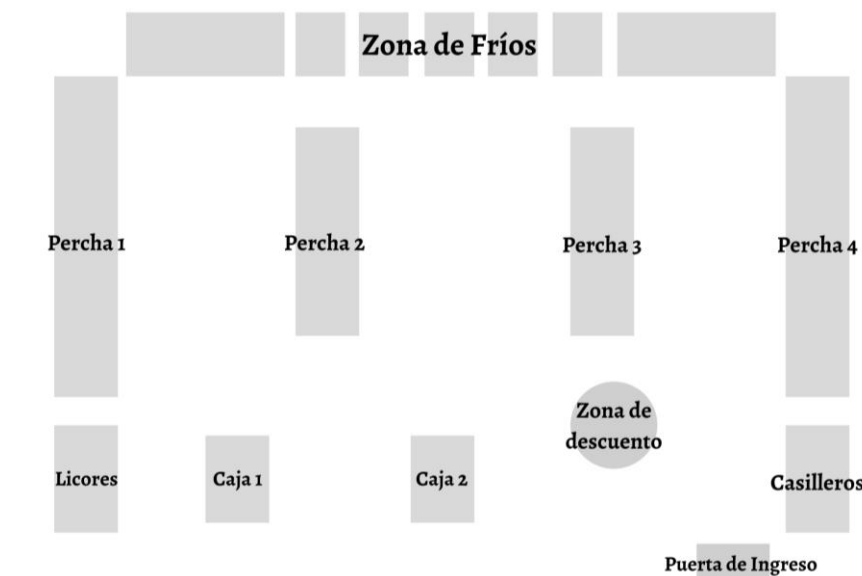 Zona de Fríos
Percha 1
Percha 2
Percha 3
Percha 4
Zona de
descuento
Licores
Caja 1
Caja 2
Casilleros
Puerta de Ingreso